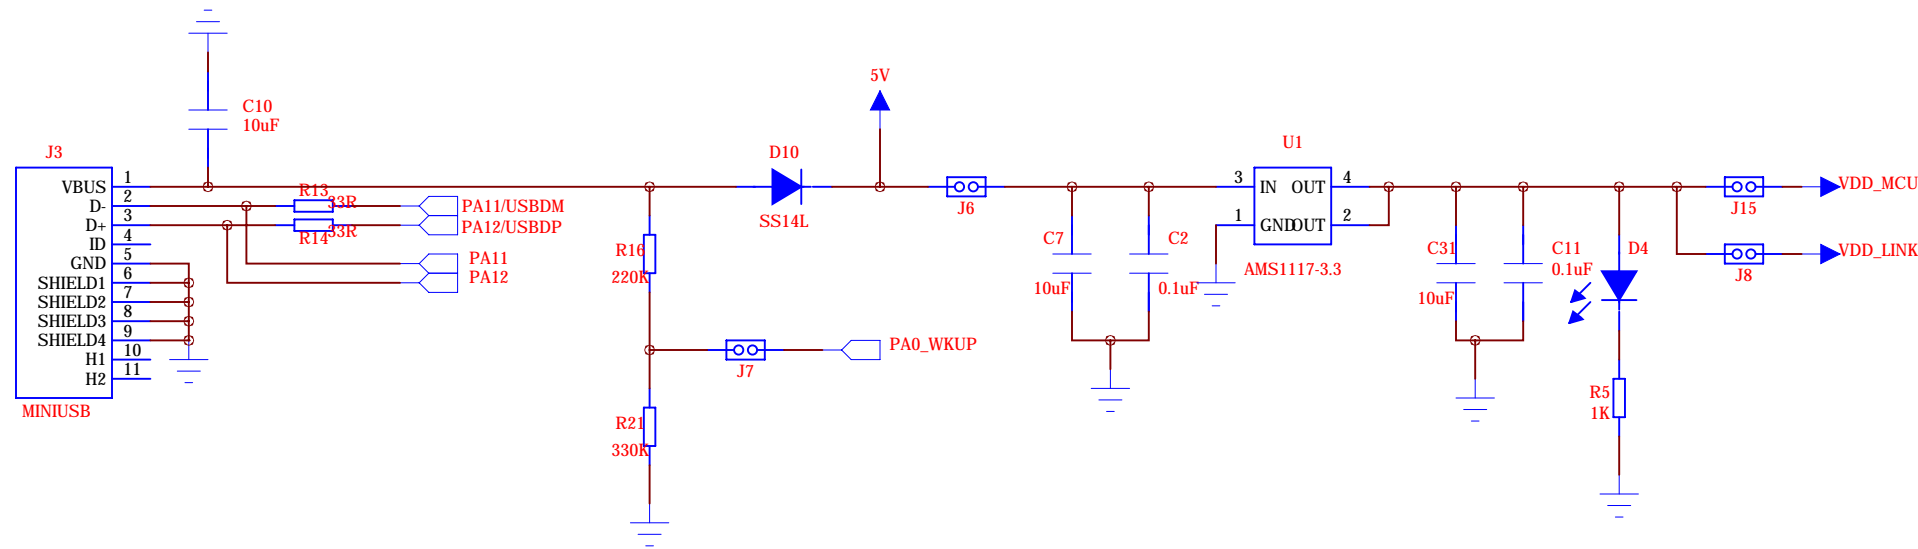 C10
10uF
J3
VBUS 1
D- 2
D+ 3
ID 4
GND 5
SHIELD1 6
SHIELD2 7
SHIELD3 8
SHIELD4 9
H1 10
H2 11
MINIUSB
R13
33R
R14
33R
PA11/USBDM
PA12/USBDP
PA11
PA12
R16
220K
R21
330K
J7
PA0_WKUP
D10
SS14L
5V
J6
C7
10uF
C2
0.1uF
U1
3 IN OUT 4
1 GND OUT 2
AMS1117-3.3
C31
10uF
C11
0.1uF
D4
R5
1K
J15
VDD_MCU
J8
VDD_LINK